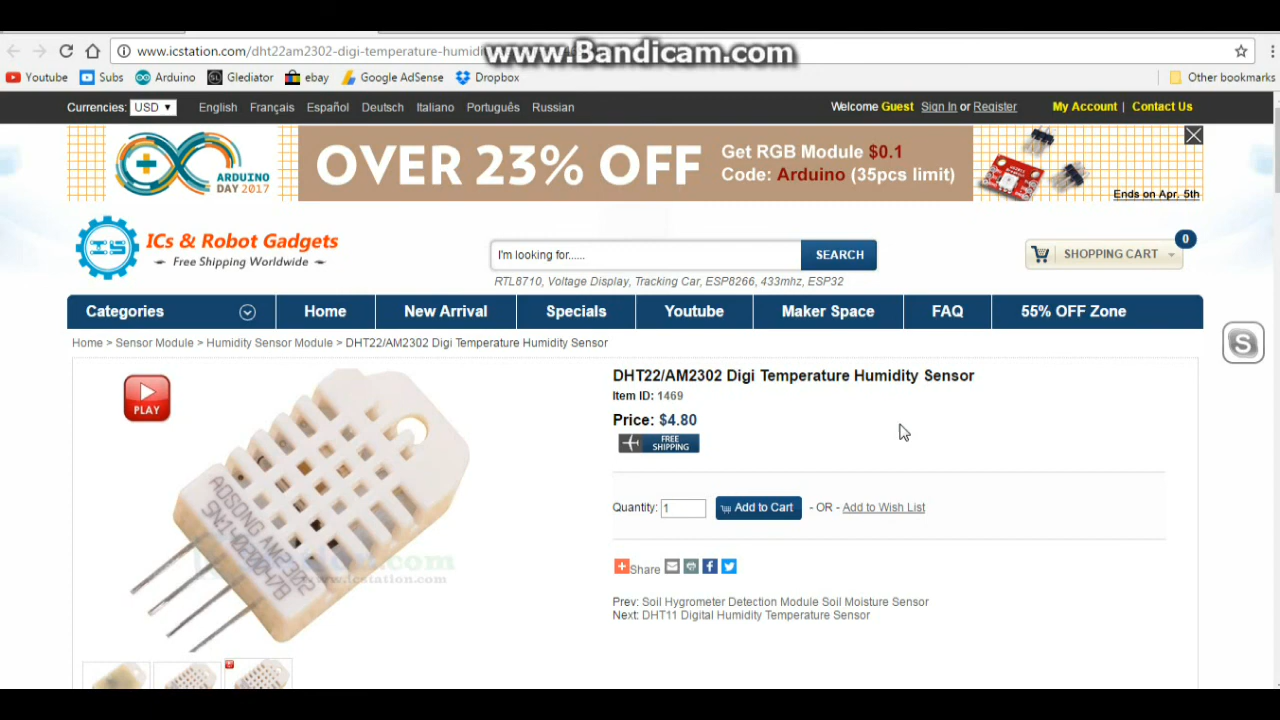 www.icstation.com/dht22am2302-digi-temperature-humidi
www.Bandicam.com
Youtube Subs Arduino Glediator ebay Google AdSense Dropbox Other bookmarks
Currencies: USD English Français Español Deutsch Italiano Português Russian Welcome Guest Sign In or Register My Account | Contact Us
ARDUINO
DAY 2017
OVER 23% OFF
Get RGB Module $0.1
Code: Arduino (35pcs limit)
Ends on Apr. 5th
IS
ICs & Robot Gadgets
Free Shipping Worldwide
I'm looking for......
SEARCH
SHOPPING CART
0
RTL8710, Voltage Display, Tracking Car, ESP8266, 433mhz, ESP32
Categories Home New Arrival Specials Youtube Maker Space FAQ 55% OFF Zone
S
Home > Sensor Module > Humidity Sensor Module > DHT22/AM2302 Digi Temperature Humidity Sensor
PLAY
AOSONG AM2302
www.icstation.com
DHT22/AM2302 Digi Temperature Humidity Sensor
Item ID: 1469
Price: $4.80
FREE
SHIPPING
Quantity: 1 Add to Cart - OR - Add to Wish List
Share
Prev: Soil Hygrometer Detection Module Soil Moisture Sensor
Next: DHT11 Digital Humidity Temperature Sensor